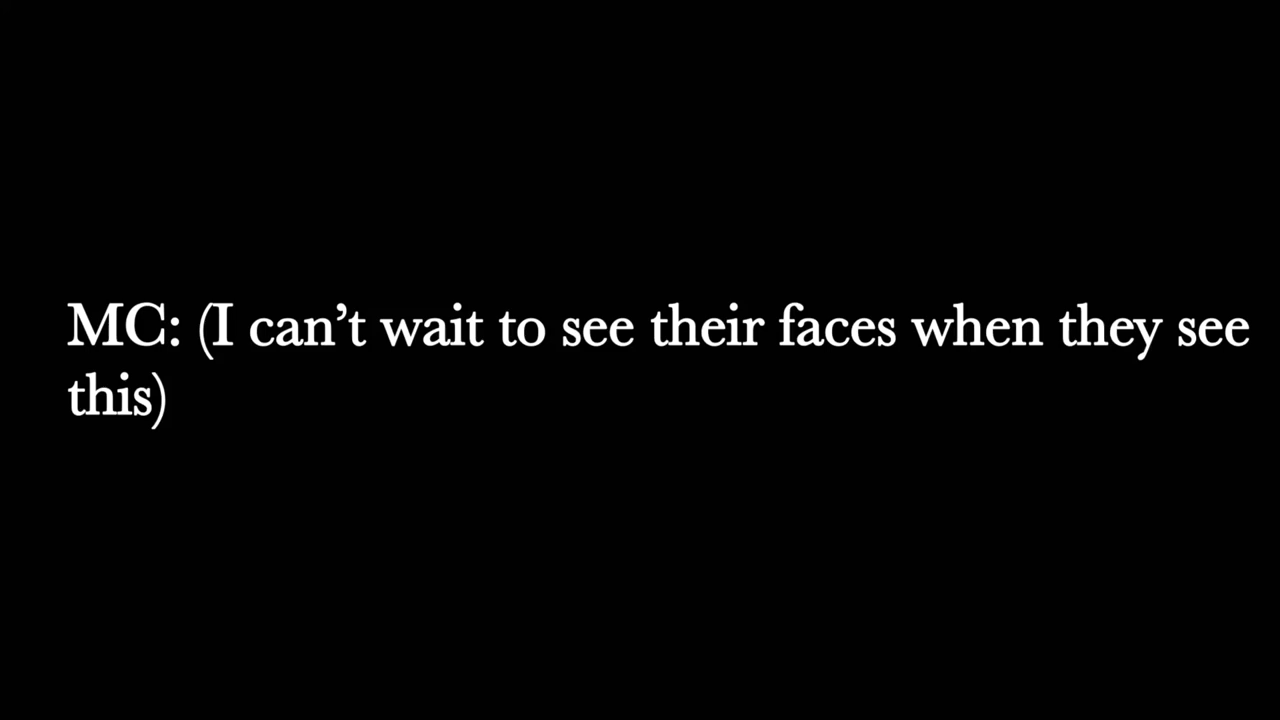 MC: (I can’t wait to see their faces when they see
this)